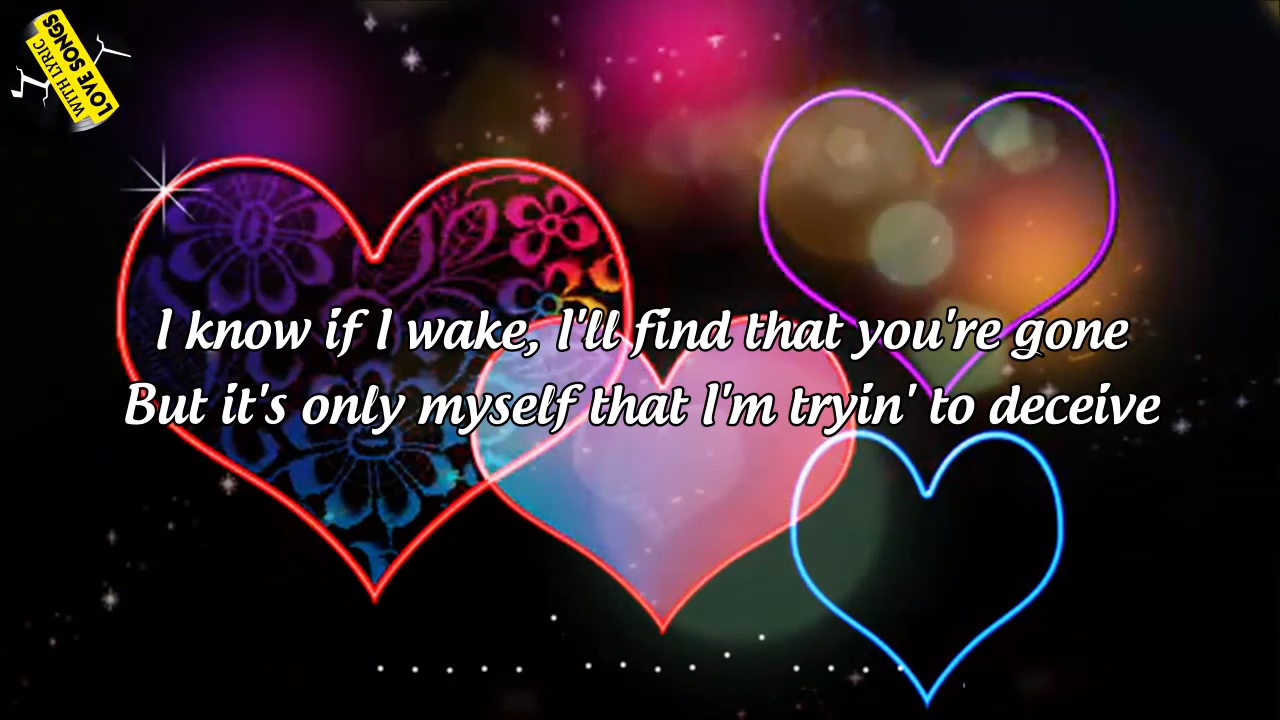 LOVE SONGS
WITH LYRIC
I know if I wake, I'll find that you're gone
But it's only myself that I'm tryin' to deceive